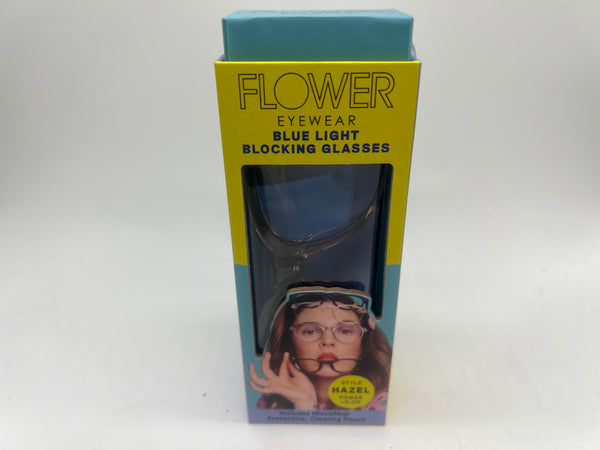 FLOWER
EYEWEAR
BLUE LIGHT
BLOCKING GLASSES
STYLE
HAZEL
POWER
+0.00
Includes Microfiber
Protective, Cleaning Pouch